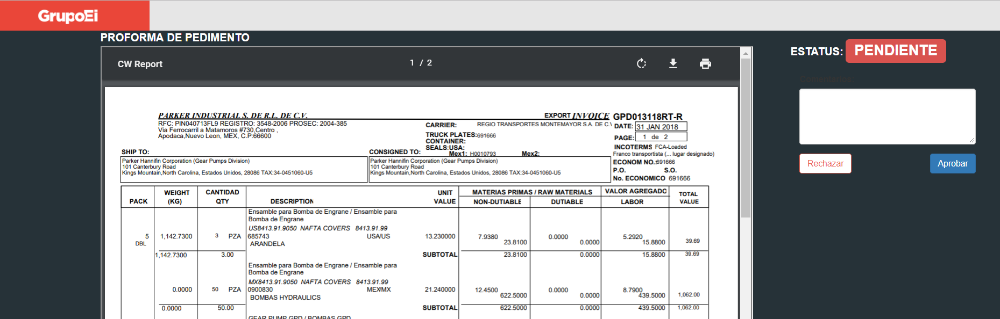 GrupoEi
PROFORMA DE PEDIMENTO
ESTATUS: PENDIENTE
CW Report
1 / 2
Comentarios:
Rechazar
Aprobar
PARKER INDUSTRIAL S. DE R.L. DE C.V.
EXPORT INVOICE GPD013118RT-R
RFC: PIN040713FL9 REGISTRO: 3548-2006 PROSEC: 2004-385
Via Ferrocarril a Matamoros #730,Centro ,
Apodaca,Nuevo Leon, MEX, C.P:66600
CARRIER: REGIO TRANSPORTES MONTEMAYOR S.A. DE C.V
TRUCK PLATES:691666
CONTAINER:
SEALS:USA:
Mex1: H0010793 Mex2:
DATE: 31 JAN 2018
PAGE: 1 de 2
INCOTERMS FCA-Loaded
Franco transportista (... lugar designado)
ECONOM NO.:691666
P.O. S.O.
No. ECONOMICO 691666
SHIP TO:
Parker Hannifin Corporation (Gear Pumps Division)
101 Canterbury Road
Kings Mountain,North Carolina, Estados Unidos, 28086 TAX:34-0451060-U5
CONSIGNED TO:
Parker Hannifin Corporation (Gear Pumps Division)
101 Canterbury Road
Kings Mountain,North Carolina, Estados Unidos, 28086 TAX:34-0451060-U5
PACK WEIGHT (KG) CANTIDAD QTY DESCRIPTION UNIT VALUE MATERIAS PRIMAS / RAW MATERIALS NON-DUTIABLE DUTIABLE VALOR AGREGADO LABOR TOTAL VALUE
Ensamble para Bomba de Engrane / Ensamble para
Bomba de Engrane
US8413.91.9050 NAFTA COVERS 8413.91.99
5 1,142.7300 3 PZA 685743 USA/US 13.230000 7.9380 0.0000 5.2920
DBL ARANDELA 23.8100 0.0000 15.8800 39.69
1,142.7300 3.00 SUBTOTAL 23.8100 0.0000 15.8800 39.69
Ensamble para Bomba de Engrane / Ensamble para
Bomba de Engrane
MX8413.91.9050 NAFTA COVERS 8413.91.99
0.0000 50 PZA 0900830 MEX/MX 21.240000 12.4500 0.0000 8.7900
BOMBAS HYDRAULICS 622.5000 0.0000 439.5000 1,062.00
0.0000 50.00 SUBTOTAL 622.5000 0.0000 439.5000 1,062.00
GEAR PUMP GPD / BOMBAS GPD